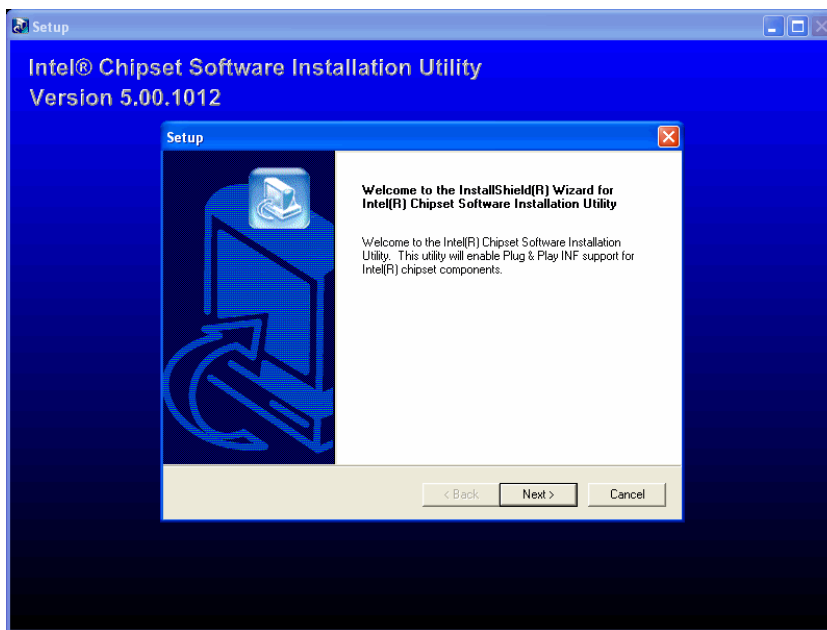 Setup
Intel® Chipset Software Installation Utility
Version 5.00.1012
Setup
Welcome to the InstallShield(R) Wizard for
Intel(R) Chipset Software Installation Utility
Welcome to the Intel(R) Chipset Software Installation
Utility. This utility will enable Plug & Play INF support for
Intel(R) chipset components.
< Back
Next >
Cancel